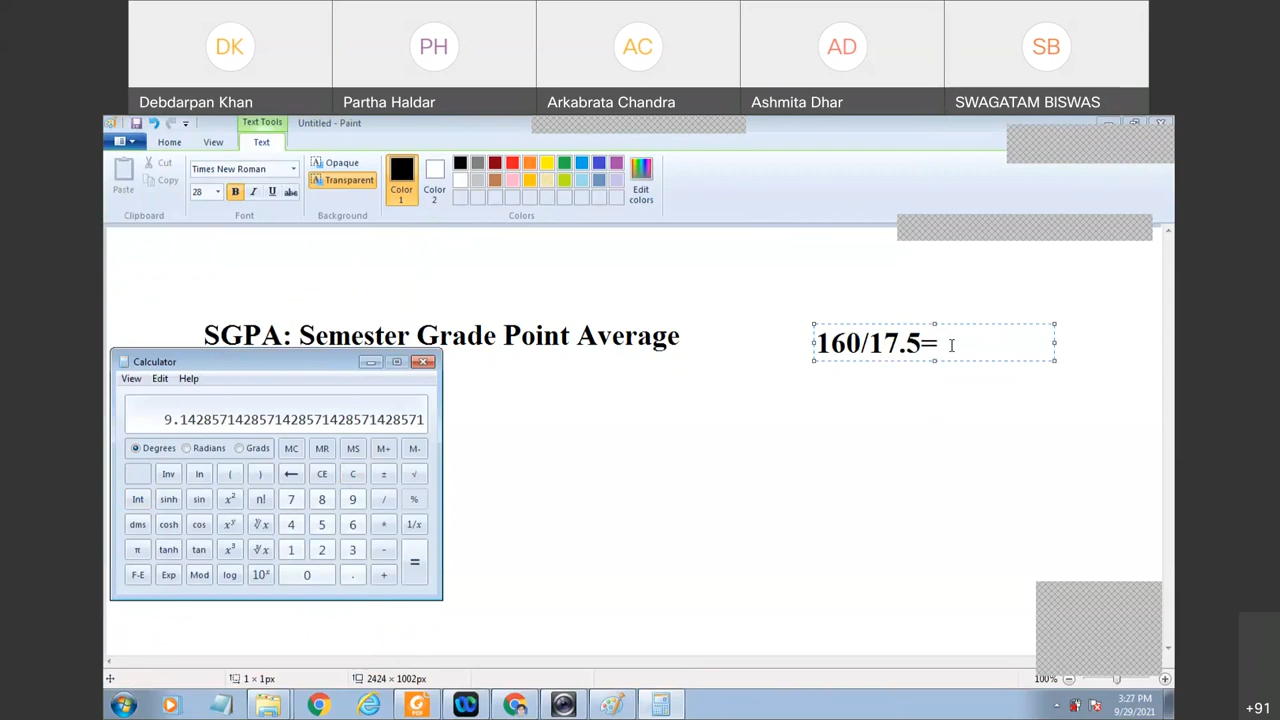 DK
PH
AC
AD
SB
Debdarpan Khan
Partha Haldar
Arkabrata Chandra
Ashmita Dhar
SWAGATAM BISWAS
Text Tools
Untitled - Paint
Home
View
Text
Paste
Cut
Copy
Clipboard
Times New Roman
28
B
I
U
abc
Font
Opaque
Transparent
Background
Color 1
Color 2
Edit colors
Colors
SGPA: Semester Grade Point Average
160/17.5=
Calculator
View Edit Help
9.1428571428571428571428571428571
Degrees Radians Grads MC MR MS M+ M-
Inv ln ( ) ← CE C ± √
Int sinh sin x² n! 7 8 9 / %
dms cosh cos xʸ ʸ√x 4 5 6 * 1/x
π tanh tan x³ ³√x 1 2 3 - =
F-E Exp Mod log 10ˣ 0 . +
1 × 1px
2424 × 1002px
100%
3:27 PM
9/29/2021
+91